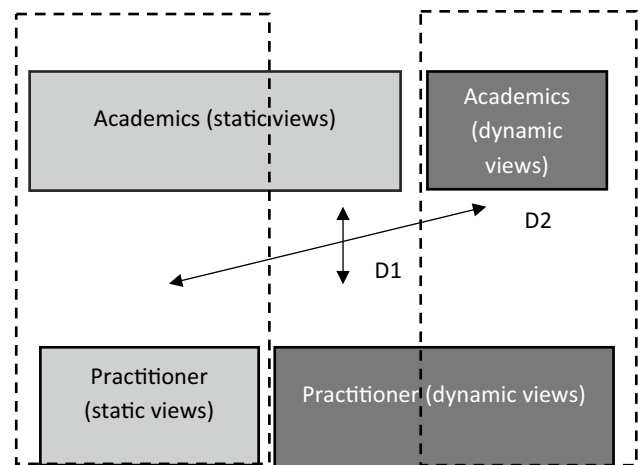 Academics (static views)
Academics
(dynamic
views)
D2
D1
Practitioner
(static views)
Practitioner (dynamic views)